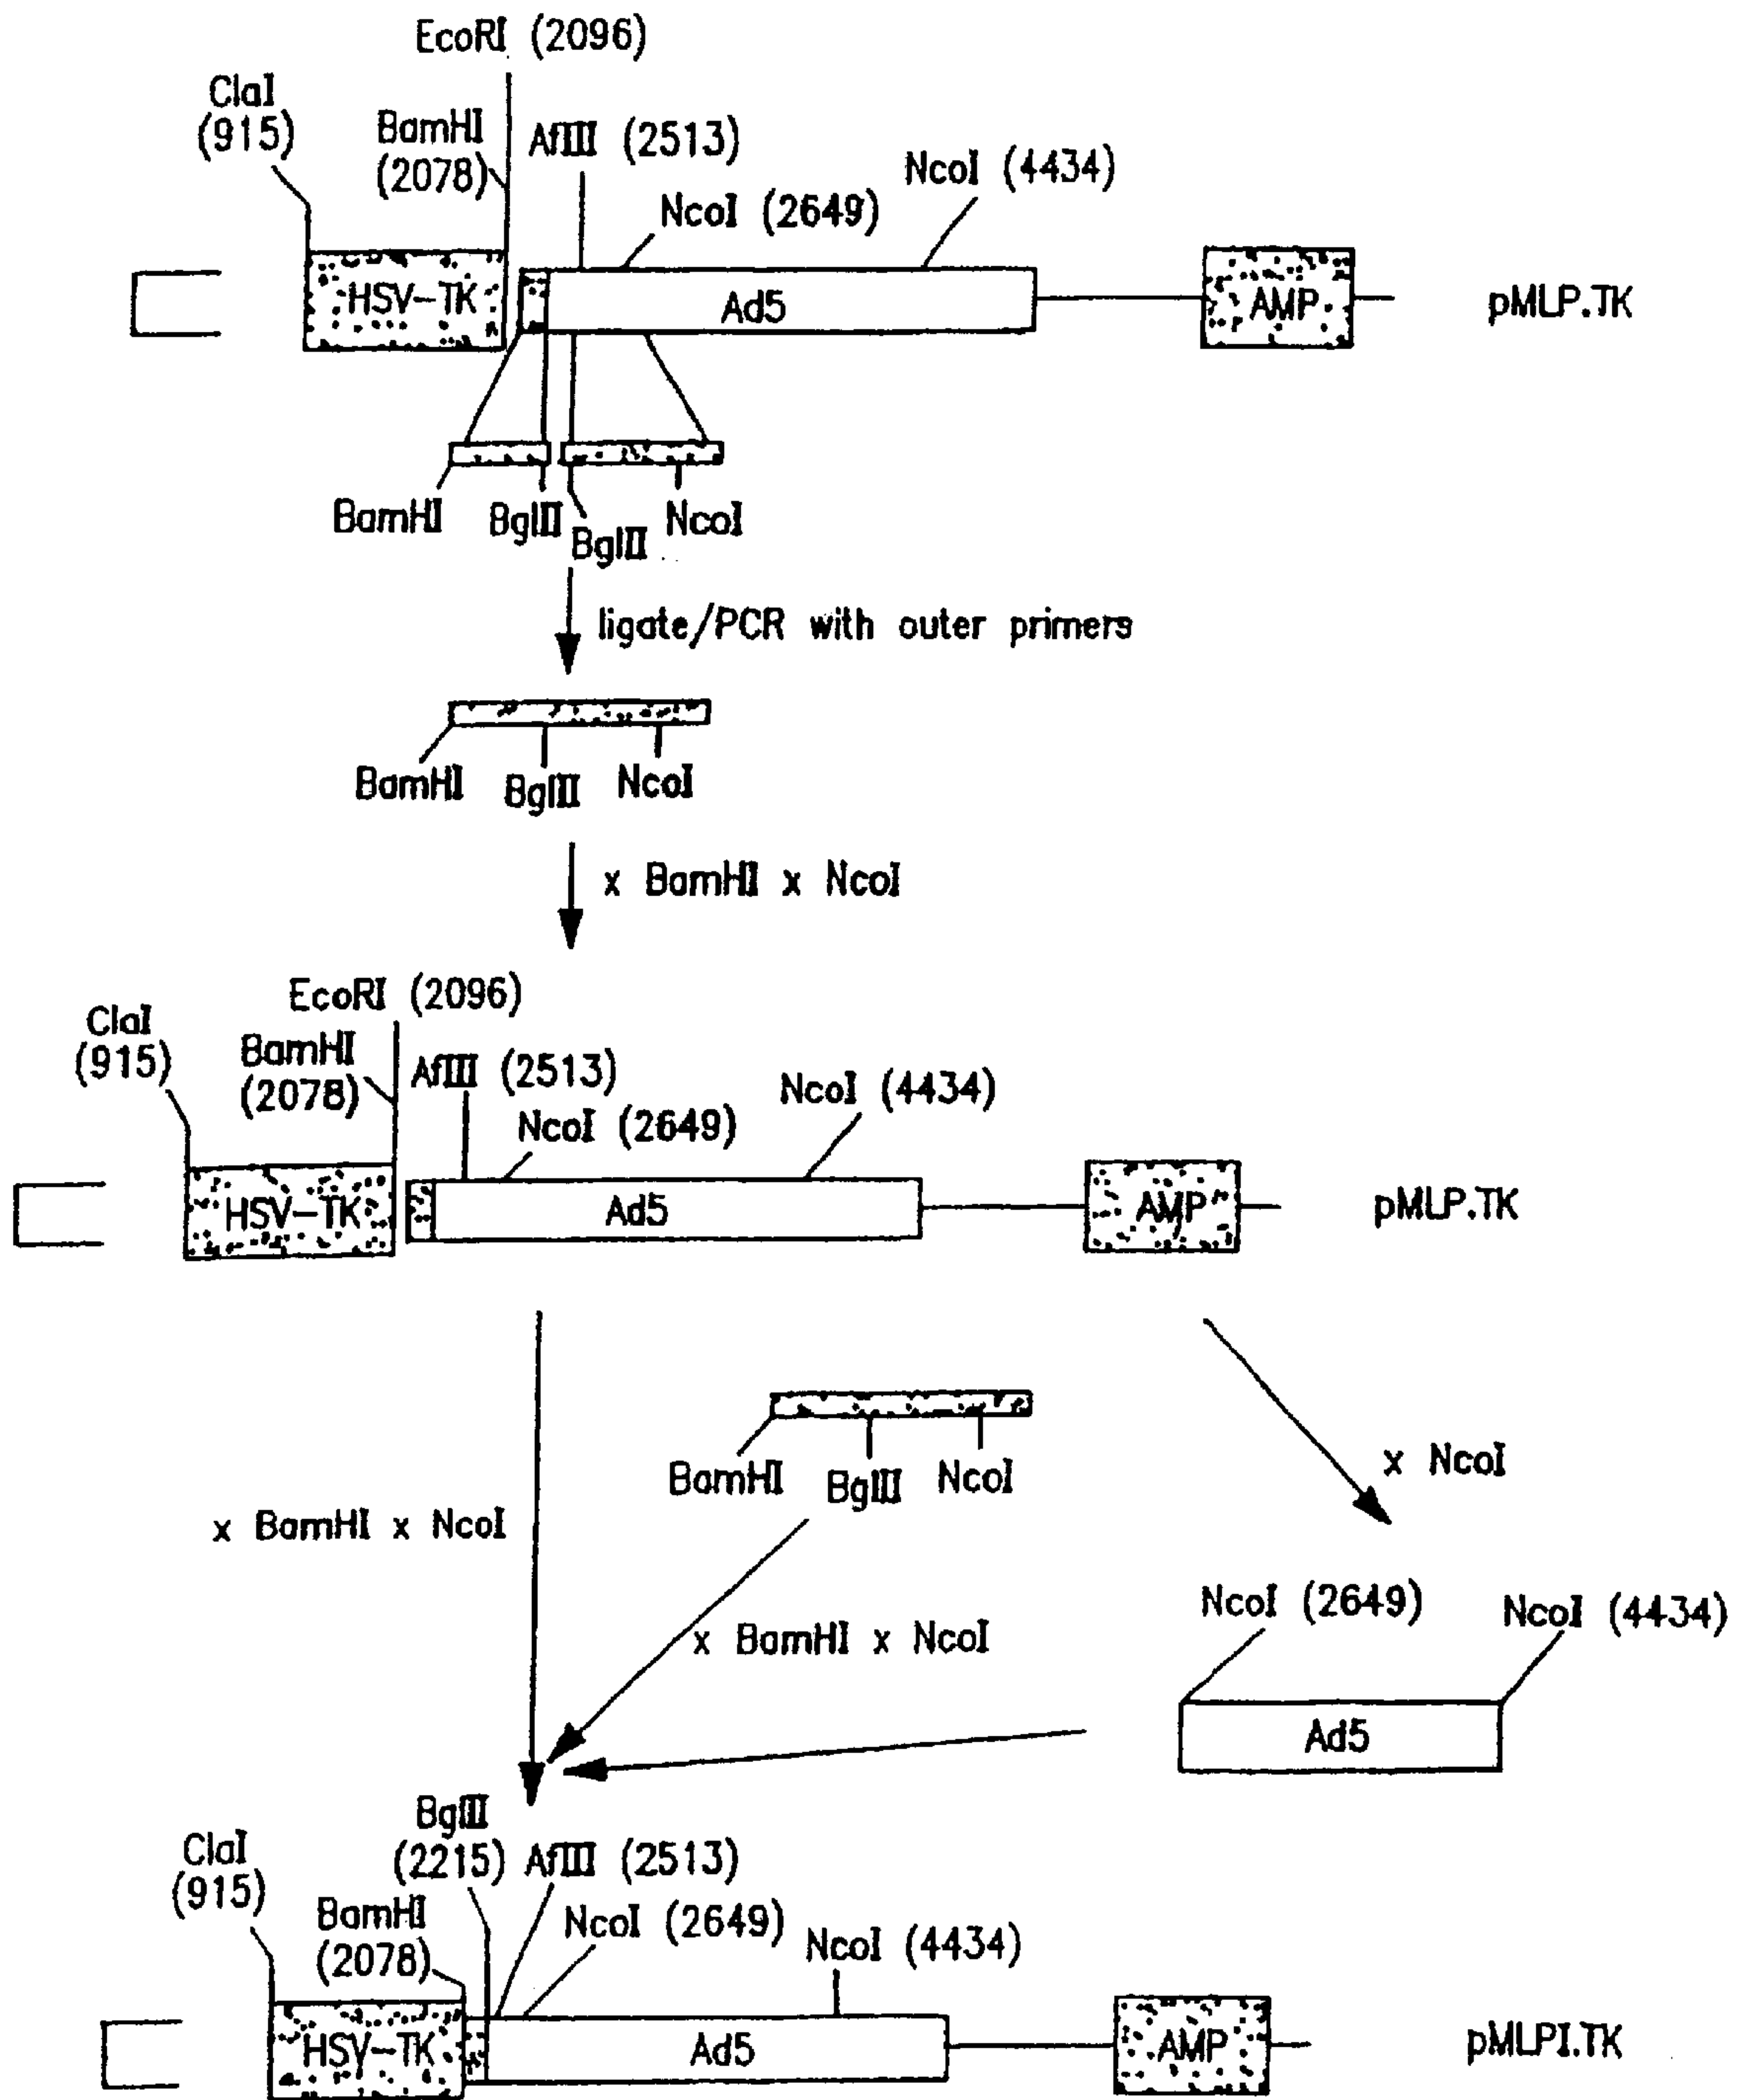 EcoRI (2096)
ClaI
(915)
BamHI
(2078)
AflII (2513)
NcoI (2649)
NcoI (4434)
HSV-TK
Ad5
AMP
pMLP.TK
BamHI
BglII
BglII
NcoI
ligate/PCR with outer primers
BamHI
BglII
NcoI
x BamHI x NcoI
EcoRI (2096)
ClaI
(915)
BamHI
(2078)
AflII (2513)
NcoI (2649)
NcoI (4434)
HSV-TK
Ad5
AMP
pMLP.TK
BamHI
BglII
NcoI
x NcoI
x BamHI x NcoI
x BamHI x NcoI
NcoI (2649)
NcoI (4434)
Ad5
BglII
(2215)
AflII (2513)
ClaI
(915)
BamHI
(2078)
NcoI (2649)
NcoI (4434)
HSV-TK
Ad5
AMP
pMLPI.TK